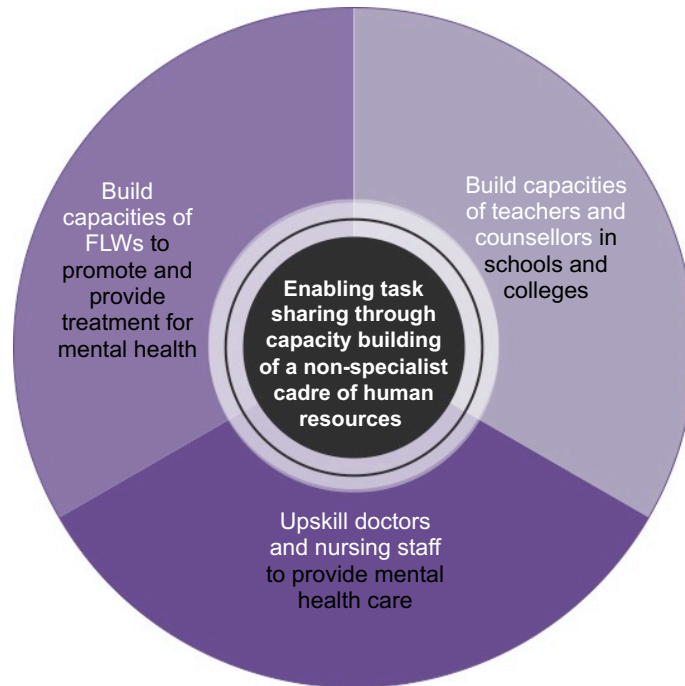 Build
capacities of
FLWs to
promote and
provide
treatment for
mental health
Build capacities
of teachers and
counsellors in
schools and
colleges
Enabling task
sharing through
capacity building
of a non-specialist
cadre of human
resources
Upskill doctors
and nursing staff
to provide mental
health care